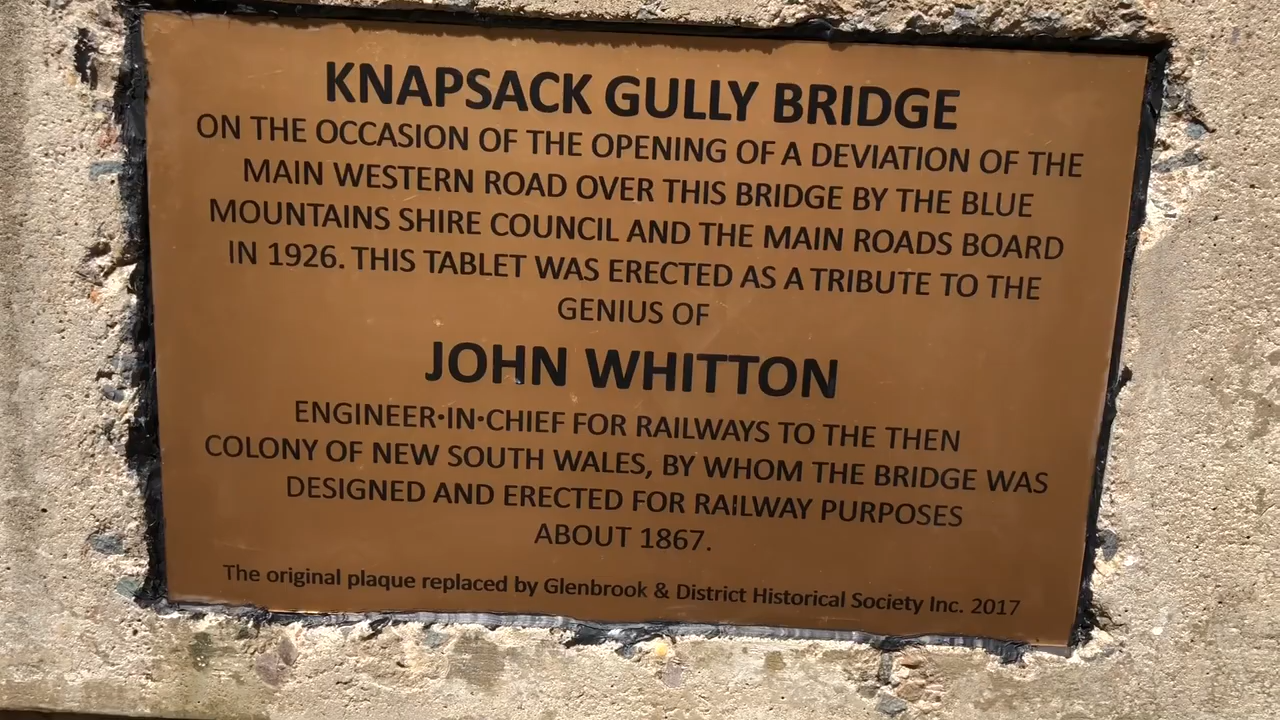 KNAPSACK GULLY BRIDGE
ON THE OCCASION OF THE OPENING OF A DEVIATION OF THE
MAIN WESTERN ROAD OVER THIS BRIDGE BY THE BLUE
MOUNTAINS SHIRE COUNCIL AND THE MAIN ROADS BOARD
IN 1926. THIS TABLET WAS ERECTED AS A TRIBUTE TO THE
GENIUS OF
JOHN WHITTON
ENGINEER·IN·CHIEF FOR RAILWAYS TO THE THEN
COLONY OF NEW SOUTH WALES, BY WHOM THE BRIDGE WAS
DESIGNED AND ERECTED FOR RAILWAY PURPOSES
ABOUT 1867.
The original plaque replaced by Glenbrook & District Historical Society Inc. 2017